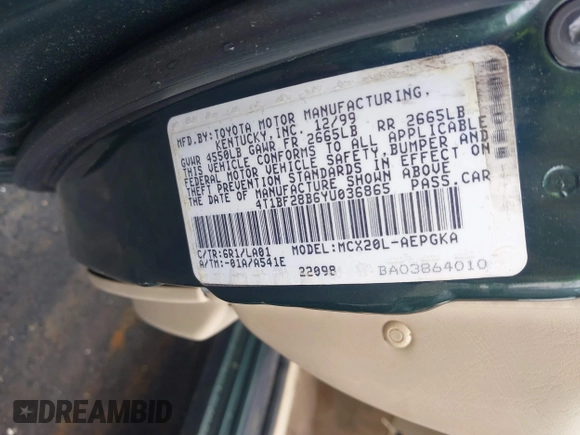 MFD.BY:TOYOTA MOTOR MANUFACTURING.
KENTUCKY,INC. 12/99
GVWR 4550LB GAWR FR 2665LB RR 2665LB
THIS VEHICLE CONFORMS TO ALL APPLICABLE
FEDERAL MOTOR VEHICLE SAFETY,BUMPER AND
THEFT PREVENTION STANDARDS IN EFFECT ON
THE DATE OF MANUFACTURE SHOWN ABOVE
4T1BF28B6YU036865 PASS.CAR
C/TR:6R1/LA01 MODEL:MCX20L-AEPGKA
A/TM:-01A/A541E
22098 BA03864010
DREAMBID